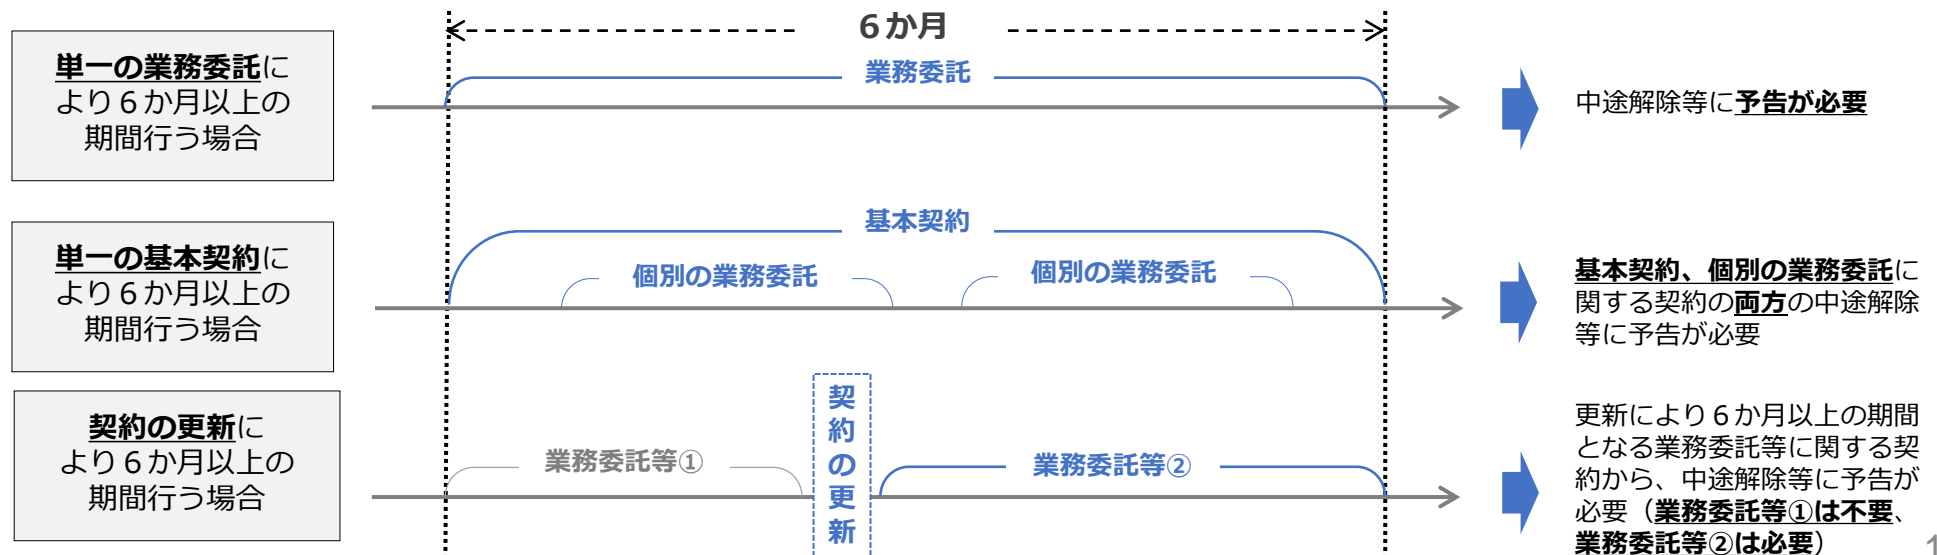 6か月
単一の業務委託に
より6か月以上の
期間行う場合
業務委託
中途解除等に予告が必要
単一の基本契約に
より6か月以上の
期間行う場合
基本契約
個別の業務委託
個別の業務委託
基本契約、個別の業務委託に
関する契約の両方の中途解除
等に予告が必要
契約の更新に
より6か月以上の
期間行う場合
業務委託等①
契約の更新
業務委託等②
更新により6か月以上の期間
となる業務委託等に関する契
約から、中途解除等に予告が
必要（業務委託等①は不要、
業務委託等②は必要）
1